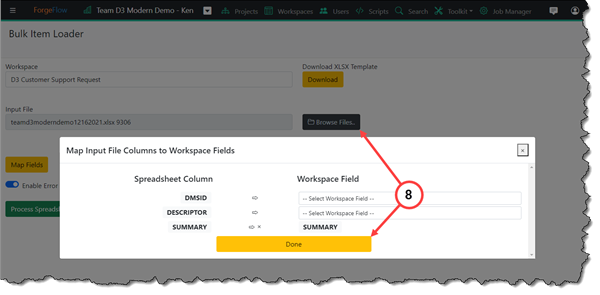 ForgeFlow Team D3 Modern Demo - Ken Projects Workspaces Users Scripts Search Toolkit Job Manager
Bulk Item Loader
Workspace Download XLSX Template
D3 Customer Support Request Download
Input File
teamd3moderndemo12162021.xlsx 9306 Browse Files..
Map Input File Columns to Workspace Fields ×
Map Fields Spreadsheet Column Workspace Field
Enable Error DMSID ⇨ -- Select Workspace Field --
DESCRIPTOR ⇨ -- Select Workspace Field --
Process Spreads SUMMARY ⇨ × SUMMARY
Done
8